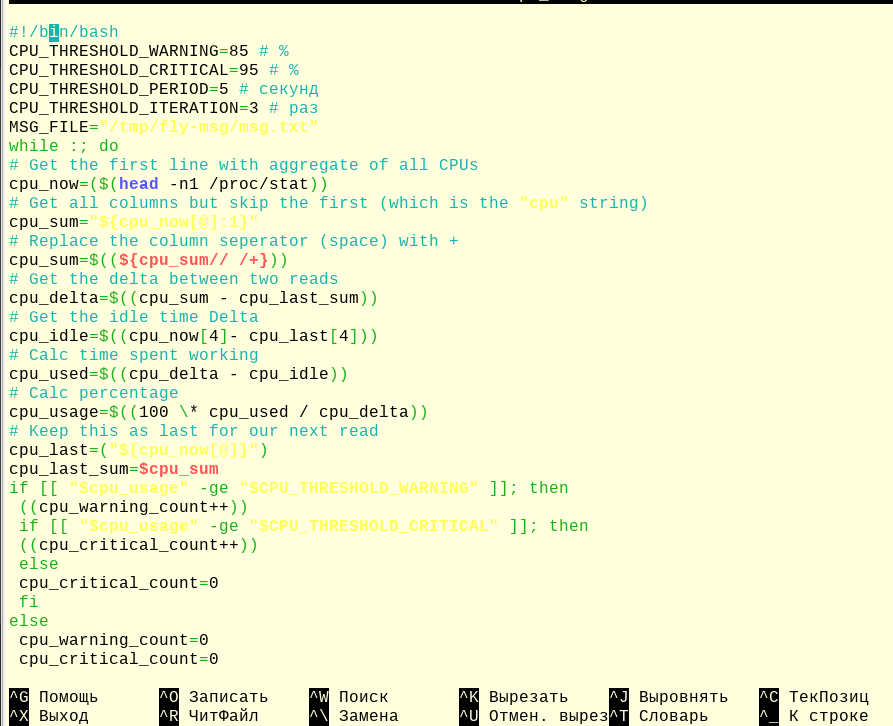 #!/bin/bash
CPU_THRESHOLD_WARNING=85 # %
CPU_THRESHOLD_CRITICAL=95 # %
CPU_THRESHOLD_PERIOD=5 # секунд
CPU_THRESHOLD_ITERATION=3 # раз
MSG_FILE="/tmp/fly-msg/msg.txt"
while :; do
# Get the first line with aggregate of all CPUs
cpu_now=($(head -n1 /proc/stat))
# Get all columns but skip the first (which is the "cpu" string)
cpu_sum="${cpu_now[@]:1}"
# Replace the column seperator (space) with +
cpu_sum=$((${cpu_sum// /+}))
# Get the delta between two reads
cpu_delta=$((cpu_sum - cpu_last_sum))
# Get the idle time Delta
cpu_idle=$((cpu_now[4]- cpu_last[4]))
# Calc time spent working
cpu_used=$((cpu_delta - cpu_idle))
# Calc percentage
cpu_usage=$((100 \* cpu_used / cpu_delta))
# Keep this as last for our next read
cpu_last=("${cpu_now[@]}")
cpu_last_sum=$cpu_sum
if [[ "$cpu_usage" -ge "$CPU_THRESHOLD_WARNING" ]]; then
 ((cpu_warning_count++))
 if [[ "$cpu_usage" -ge "$CPU_THRESHOLD_CRITICAL" ]]; then
 ((cpu_critical_count++))
 else
 cpu_critical_count=0
 fi
else
 cpu_warning_count=0
 cpu_critical_count=0
^G Помощь ^O Записать ^W Поиск ^K Вырезать ^J Выровнять ^C ТекПозиц
^X Выход ^R ЧитФайл ^\ Замена ^U Отмен. вырез ^T Словарь ^_ К строке